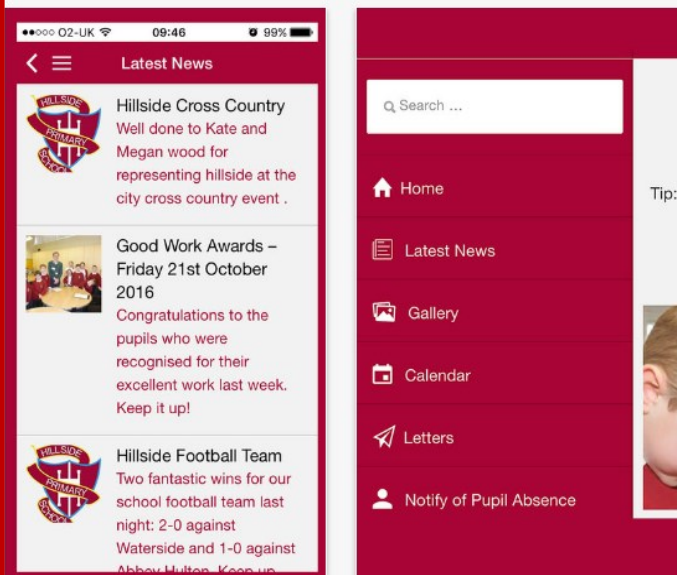 O2-UK 09:46 99%
Latest News
HILLSIDE
PRIMARY
SCHOOL
Hillside Cross Country
Well done to Kate and
Megan wood for
representing hillside at the
city cross country event .
Good Work Awards –
Friday 21st October
2016
Congratulations to the
pupils who were
recognised for their
excellent work last week.
Keep it up!
HILLSIDE
PRIMARY
SCHOOL
Hillside Football Team
Two fantastic wins for our
school football team last
night: 2-0 against
Waterside and 1-0 against
Abbey Hulton. Keep up
Search ...
Home
Latest News
Gallery
Calendar
Letters
Notify of Pupil Absence
Tip: